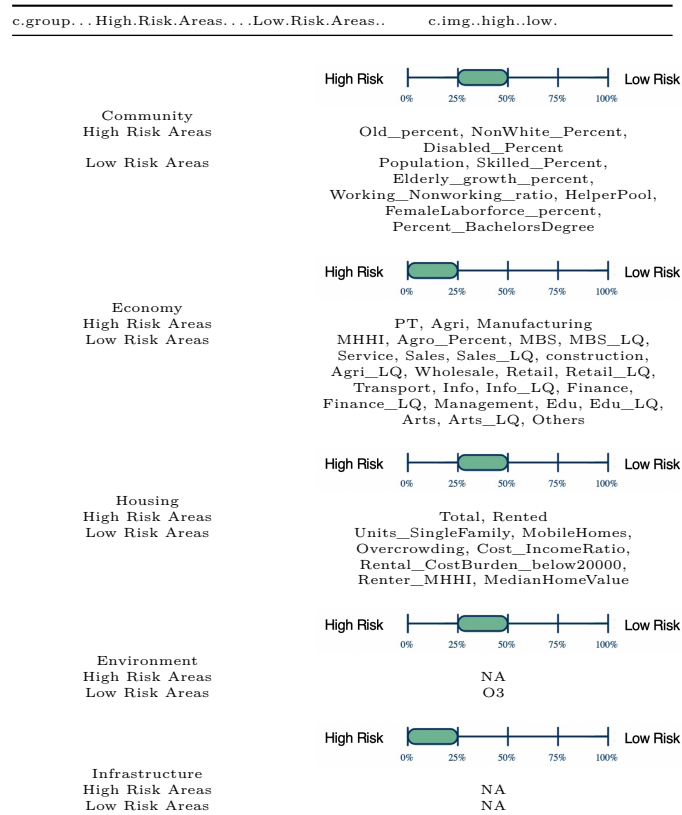 c.group...High.Risk.Areas....Low.Risk.Areas.. c.img..high..low.
High Risk Low Risk
0% 25% 50% 75% 100%
Community
High Risk Areas Old_percent, NonWhite_Percent,
Disabled_Percent
Low Risk Areas Population, Skilled_Percent,
Elderly_growth_percent,
Working_Nonworking_ratio, HelperPool,
FemaleLaborforce_percent,
Percent_BachelorsDegree
High Risk Low Risk
0% 25% 50% 75% 100%
Economy
High Risk Areas PT, Agri, Manufacturing
Low Risk Areas MHHI, Agro_Percent, MBS, MBS_LQ,
Service, Sales, Sales_LQ, construction,
Agri_LQ, Wholesale, Retail, Retail_LQ,
Transport, Info, Info_LQ, Finance,
Finance_LQ, Management, Edu, Edu_LQ,
Arts, Arts_LQ, Others
High Risk Low Risk
0% 25% 50% 75% 100%
Housing
High Risk Areas Total, Rented
Low Risk Areas Units_SingleFamily, MobileHomes,
Overcrowding, Cost_IncomeRatio,
Rental_CostBurden_below20000,
Renter_MHHI, MedianHomeValue
High Risk Low Risk
0% 25% 50% 75% 100%
Environment
High Risk Areas NA
Low Risk Areas O3
High Risk Low Risk
0% 25% 50% 75% 100%
Infrastructure
High Risk Areas NA
Low Risk Areas NA